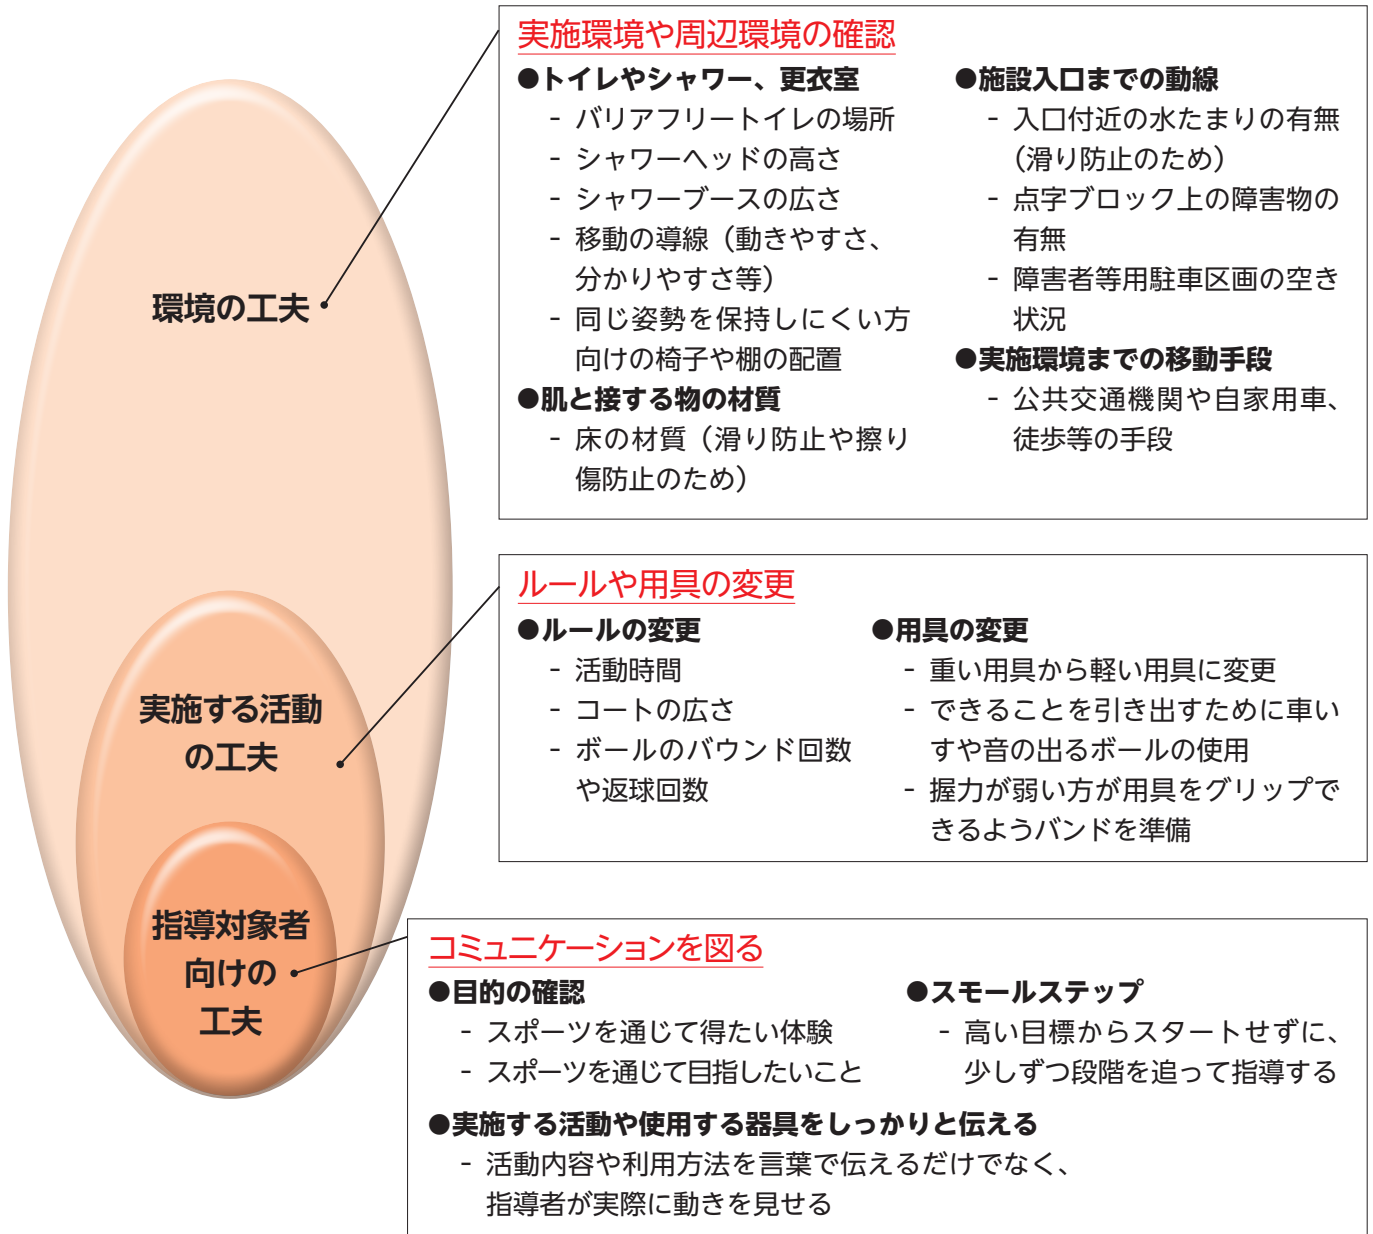 環境の工夫
実施する活動
の工夫
指導対象者
向けの
工夫
実施環境や周辺環境の確認
●トイレやシャワー、更衣室
- バリアフリートイレの場所
- シャワーヘッドの高さ
- シャワーブースの広さ
- 移動の導線（動きやすさ、
分かりやすさ等）
- 同じ姿勢を保持しにくい方
向けの椅子や棚の配置
●肌と接する物の材質
- 床の材質（滑り防止や擦り
傷防止のため）
●施設入口までの動線
- 入口付近の水たまりの有無
（滑り防止のため）
- 点字ブロック上の障害物の
有無
- 障害者等用駐車区画の空き
状況
●実施環境までの移動手段
- 公共交通機関や自家用車、
徒歩等の手段
ルールや用具の変更
●ルールの変更
- 活動時間
- コートの広さ
- ボールのバウンド回数
や返球回数
●用具の変更
- 重い用具から軽い用具に変更
- できることを引き出すために車い
すや音の出るボールの使用
- 握力が弱い方が用具をグリップで
きるようバンドを準備
コミュニケーションを図る
●目的の確認
- スポーツを通じて得たい体験
- スポーツを通じて目指したいこと
●スモールステップ
- 高い目標からスタートせずに、
少しずつ段階を追って指導する
●実施する活動や使用する器具をしっかりと伝える
- 活動内容や利用方法を言葉で伝えるだけでなく、
指導者が実際に動きを見せる